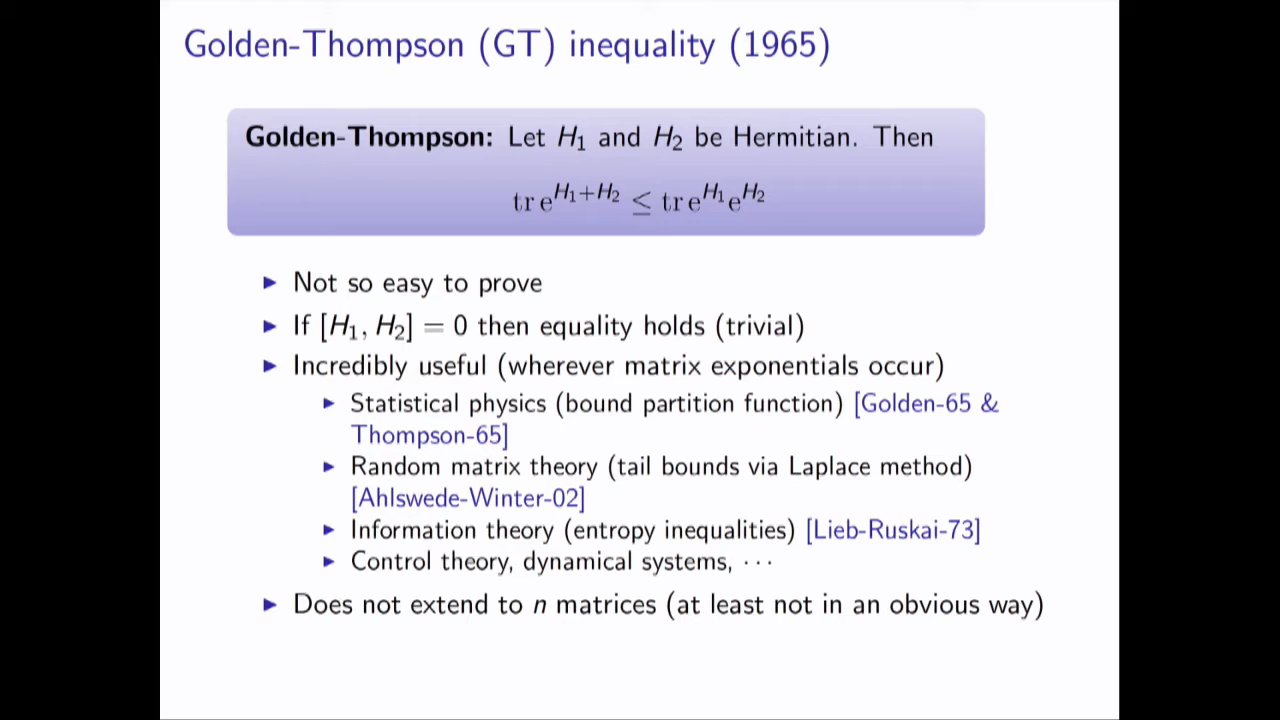 Golden-Thompson (GT) inequality (1965)
Golden-Thompson: Let H₁ and H₂ be Hermitian. Then
tr e^{H₁+H₂} ≤ tr e^{H₁}e^{H₂}
▶ Not so easy to prove
▶ If [H₁, H₂] = 0 then equality holds (trivial)
▶ Incredibly useful (wherever matrix exponentials occur)
▶ Statistical physics (bound partition function) [Golden-65 &
Thompson-65]
▶ Random matrix theory (tail bounds via Laplace method)
[Ahlswede-Winter-02]
▶ Information theory (entropy inequalities) [Lieb-Ruskai-73]
▶ Control theory, dynamical systems, ···
▶ Does not extend to n matrices (at least not in an obvious way)